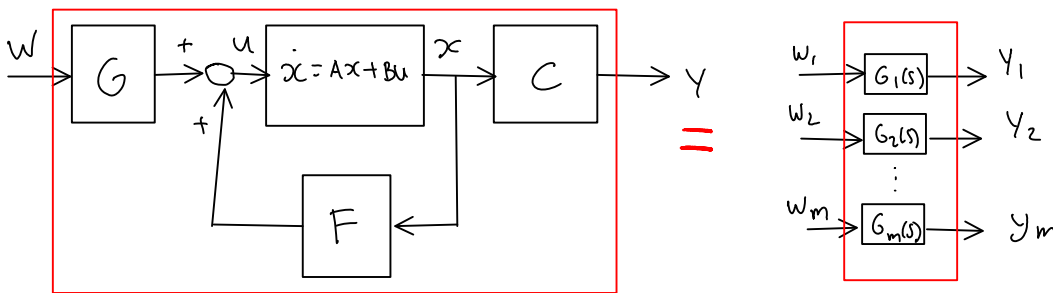 W G + u ẋ = Ax + Bu x C Y
+
F
=
w₁ G₁(s) Y₁
w₂ G₂(s) Y₂
⋮
wₘ Gₘ(s) yₘ